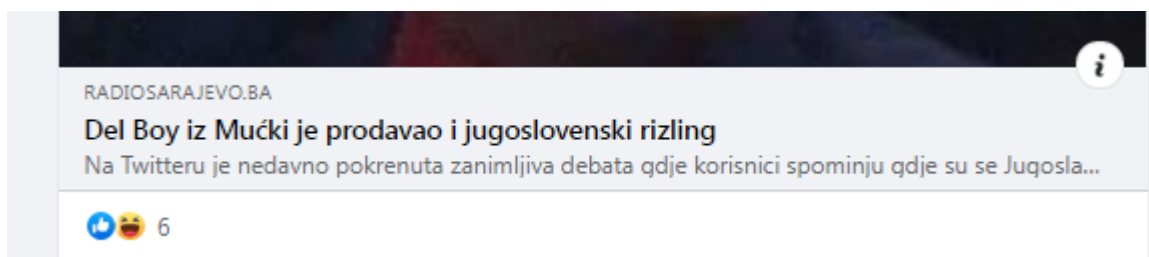 RADIOSARAJEVO.BA
Del Boy iz Mućki je prodavao i jugoslovenski rizling
Na Twitteru je nedavno pokrenuta zanimljiva debata gdje korisnici spominju gdje su se Jugosla...
6